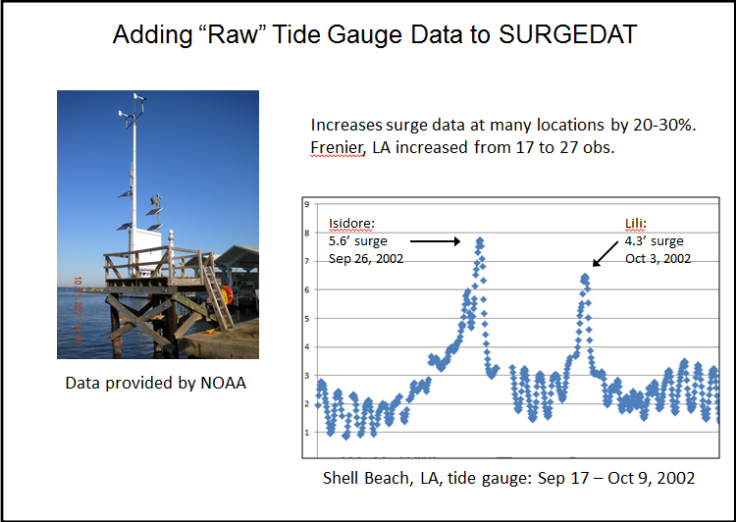 Adding “Raw” Tide Gauge Data to SURGEDAT
Increases surge data at many locations by 20-30%.
Frenier, LA increased from 17 to 27 obs.
9
8
7
6
5
4
3
2
1
Isidore:
5.6’ surge
Sep 26, 2002
Lili:
4.3’ surge
Oct 3, 2002
Data provided by NOAA
Shell Beach, LA, tide gauge: Sep 17 – Oct 9, 2002